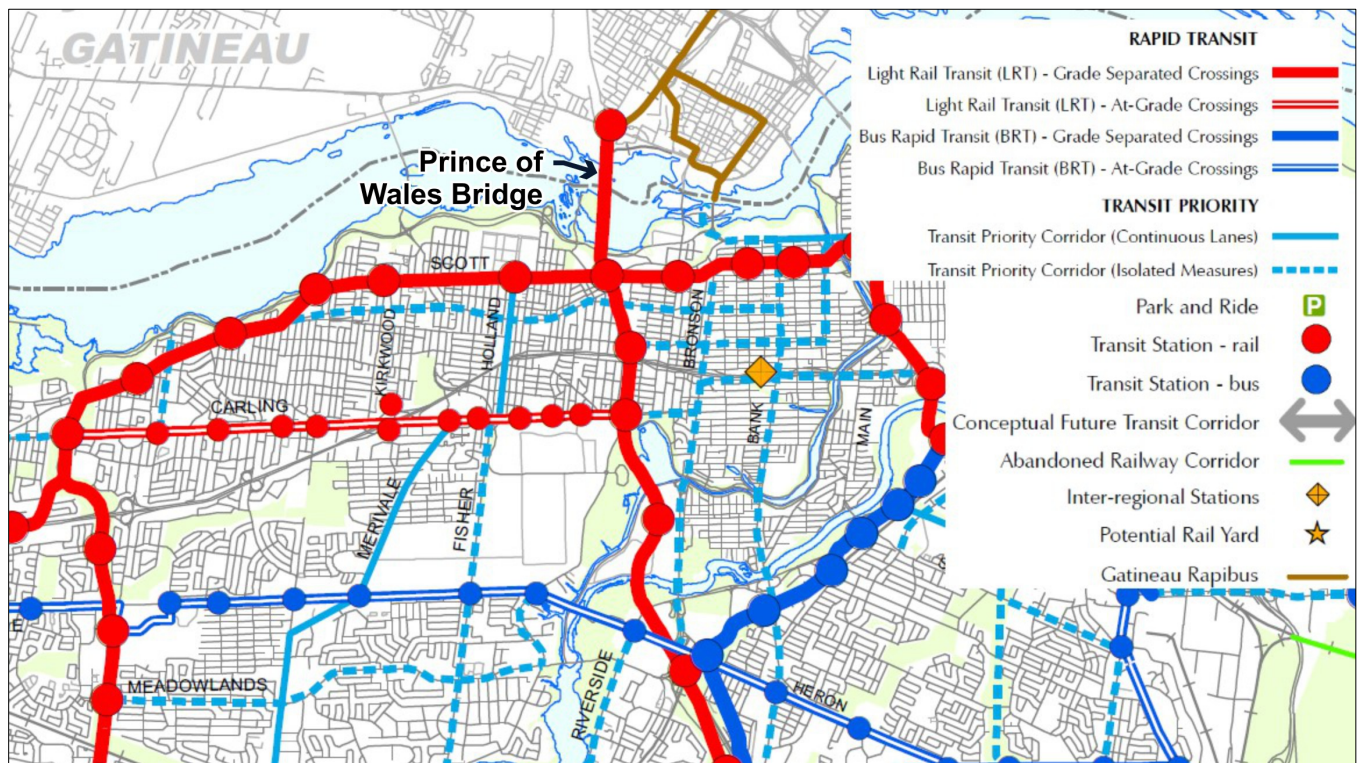 GATINEAU
Prince of
Wales Bridge
SCOTT
KIRKWOOD
HOLLAND
BRONSON
CARLING
BANK
MAIN
MERIVALE
FISHER
E
MEADOWLANDS
RIVERSIDE
HERON
RAPID TRANSIT
Light Rail Transit (LRT) - Grade Separated Crossings
Light Rail Transit (LRT) - At-Grade Crossings
Bus Rapid Transit (BRT) - Grade Separated Crossings
Bus Rapid Transit (BRT) - At-Grade Crossings
TRANSIT PRIORITY
Transit Priority Corridor (Continuous Lanes)
Transit Priority Corridor (Isolated Measures)
Park and Ride P
Transit Station - rail
Transit Station - bus
Conceptual Future Transit Corridor
Abandoned Railway Corridor
Inter-regional Stations
Potential Rail Yard
Gatineau Rapibus